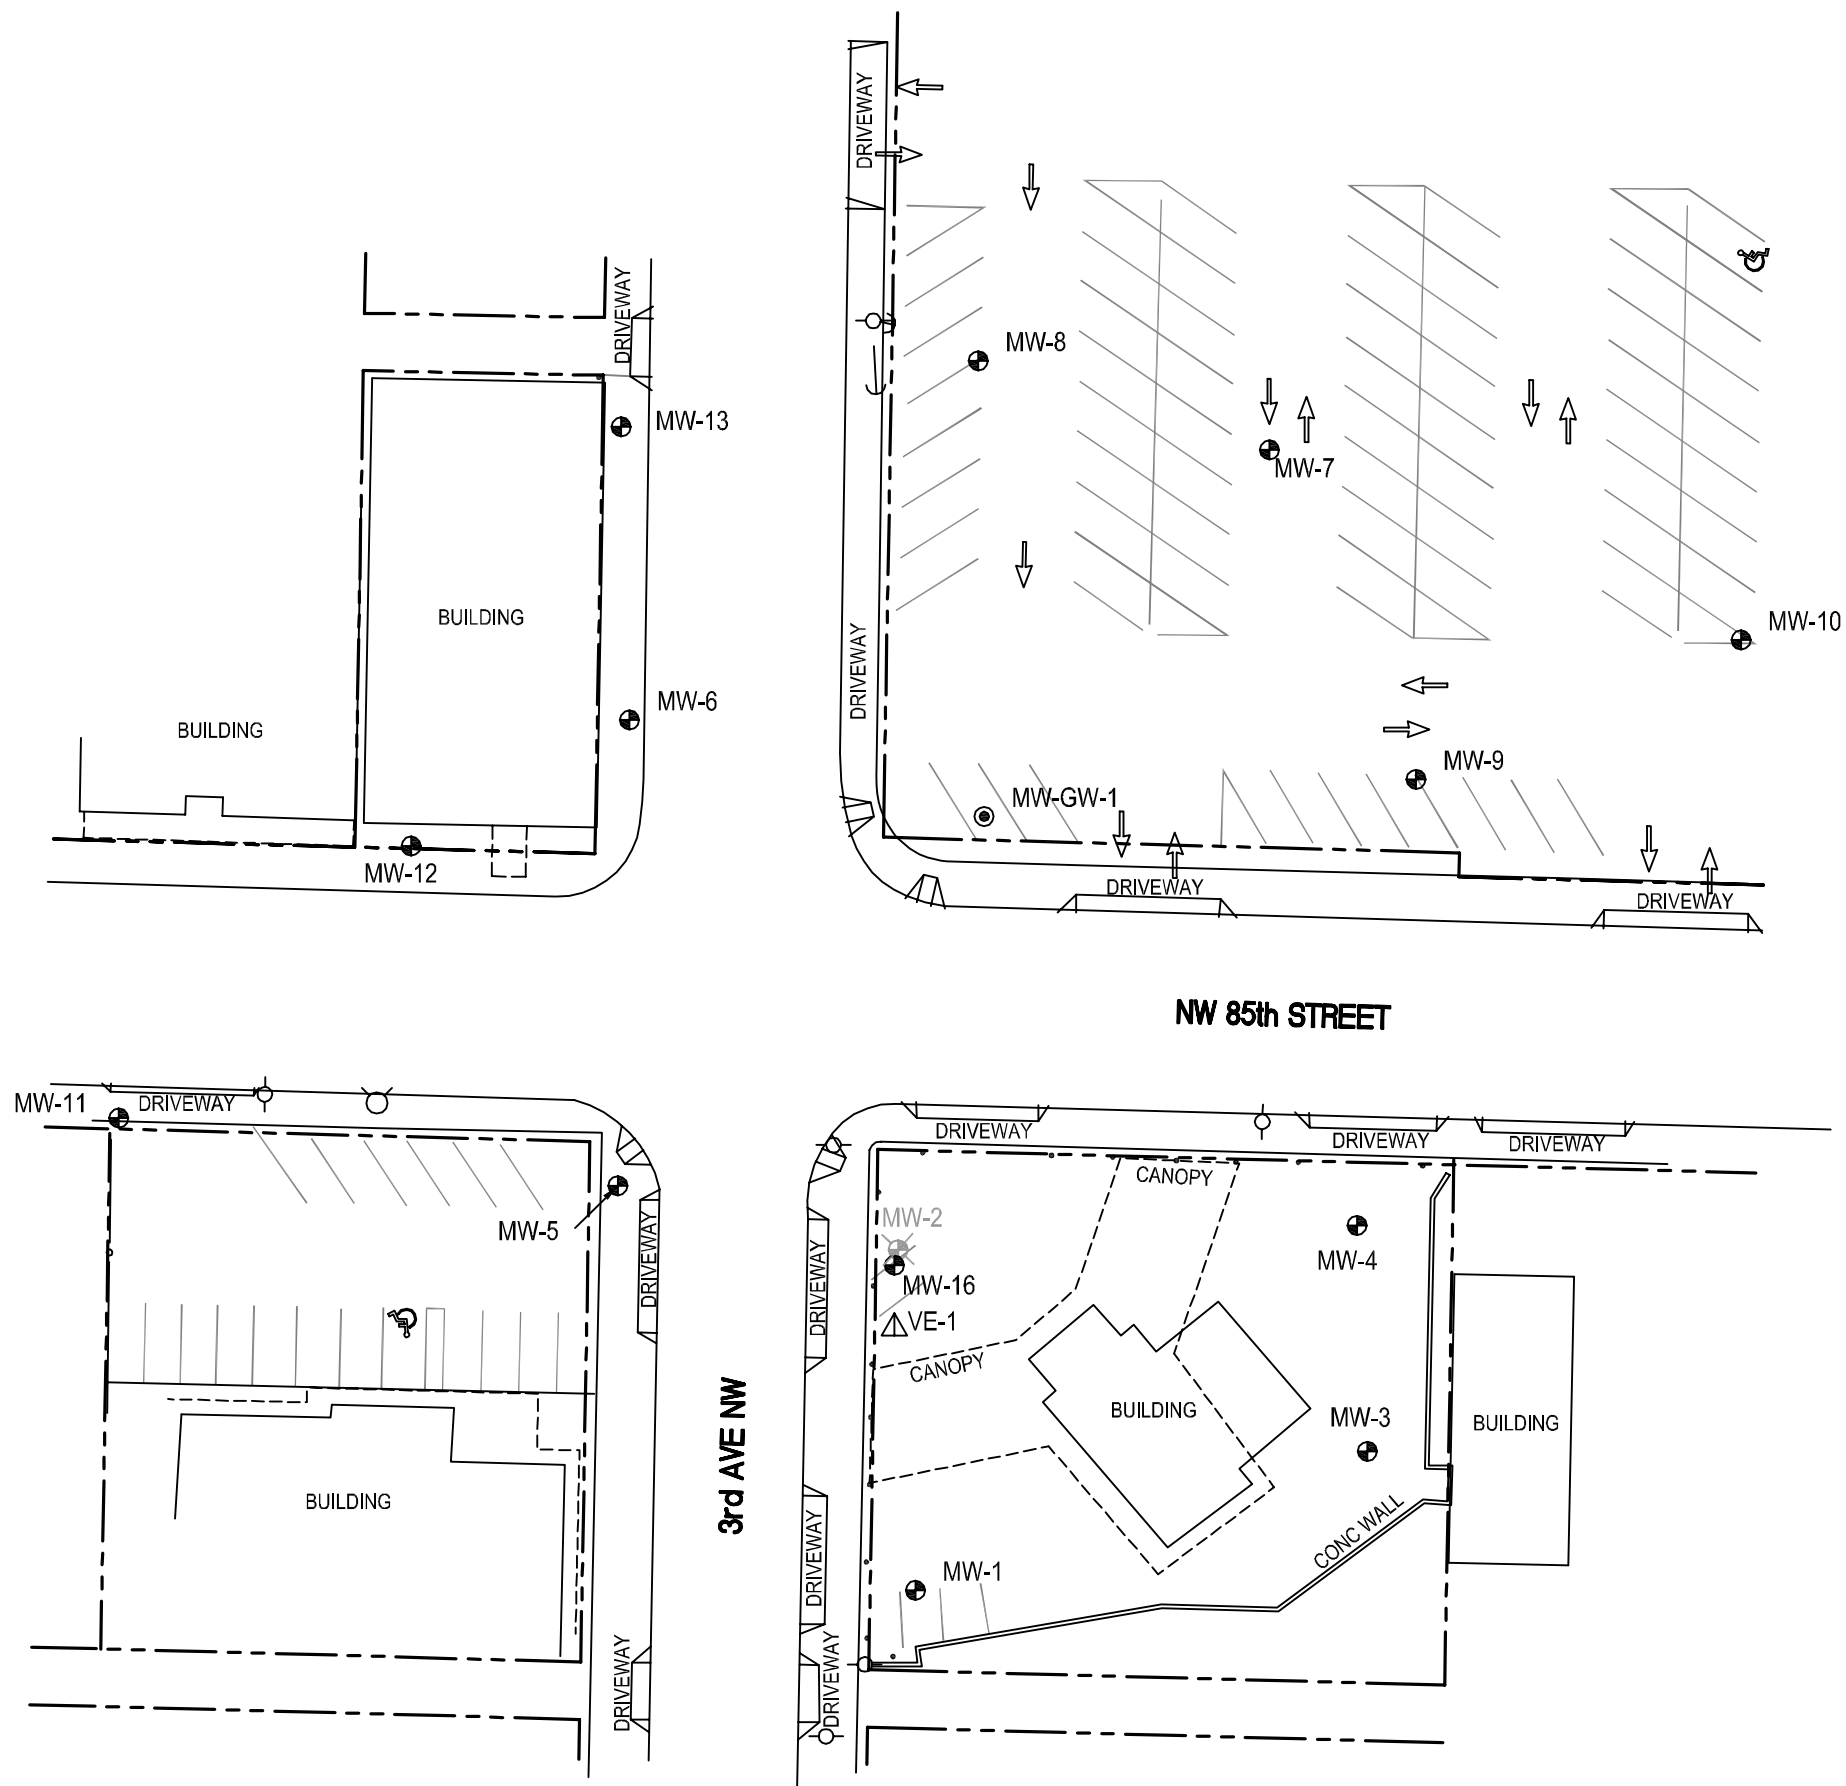 DRIVEWAY
DRIVEWAY
MW-8
MW-13
MW-7
BUILDING
MW-10
DRIVEWAY
MW-6
BUILDING
MW-9
MW-GW-1
MW-12
DRIVEWAY
DRIVEWAY
NW 85th STREET
MW-11
DRIVEWAY
DRIVEWAY
DRIVEWAY
DRIVEWAY
CANOPY
MW-5
MW-2
MW-4
DRIVEWAY
DRIVEWAY
MW-16
VE-1
CANOPY
3rd AVE NW
BUILDING
MW-3
BUILDING
BUILDING
CONC WALL
DRIVEWAY
MW-1
DRIVEWAY
DRIVEWAY